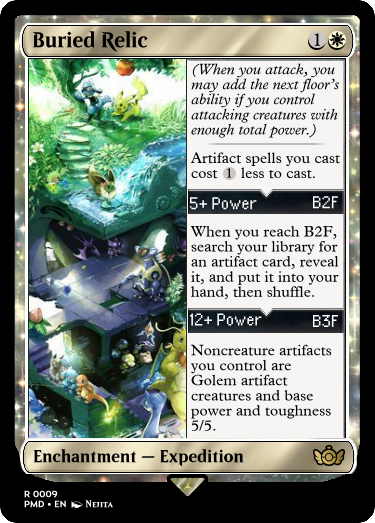 Buried Relic 1
(When you attack, you
may add the next floor's
ability if you control
attacking creatures with
enough total power.)
Artifact spells you cast
cost 1 less to cast.
5+ Power B2F
When you reach B2F,
search your library for
an artifact card, reveal
it, and put it into your
hand, then shuffle.
12+ Power B3F
Noncreature artifacts
you control are
Golem artifact
creatures and base
power and toughness
5/5.
Enchantment — Expedition
R 0009
PMD • EN Nejita